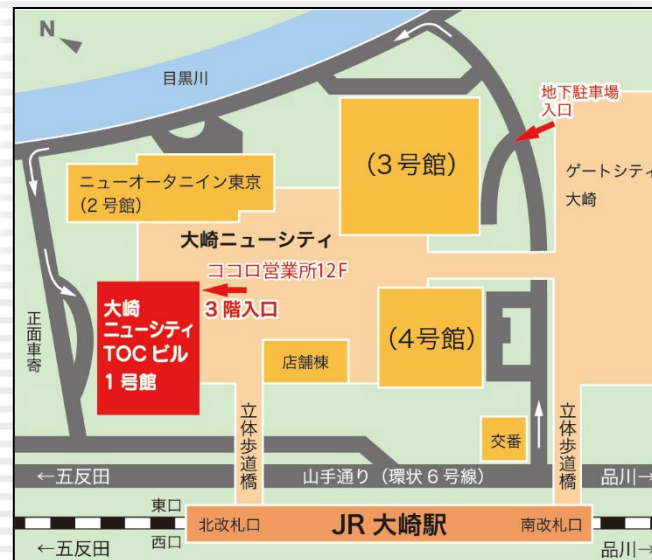 N
目黒川
地下駐車場
入口
(3号館)
ゲートシティ
大崎
ニューオータニイン東京
(2号館)
大崎ニューシティ
ココロ営業所12F
3階入口
大崎
ニューシティ
TOCビル
1号館
正面車寄
(4号館)
店舗棟
立体歩道橋
立体歩道橋
交番
←五反田
山手通り(環状6号線)
品川→
東口
北改札口
JR 大崎駅
南改札口
←五反田
西口
品川→